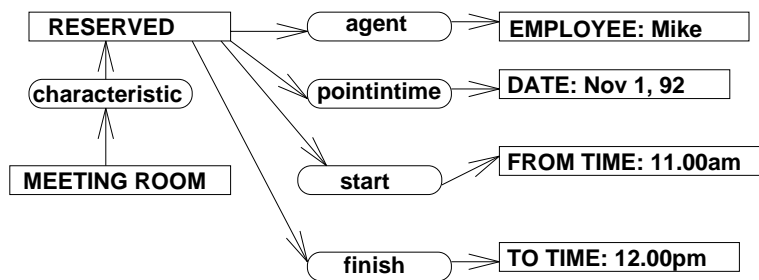 RESERVED
agent
EMPLOYEE: Mike
characteristic
pointintime
DATE: Nov 1, 92
MEETING ROOM
start
FROM TIME: 11.00am
finish
TO TIME: 12.00pm